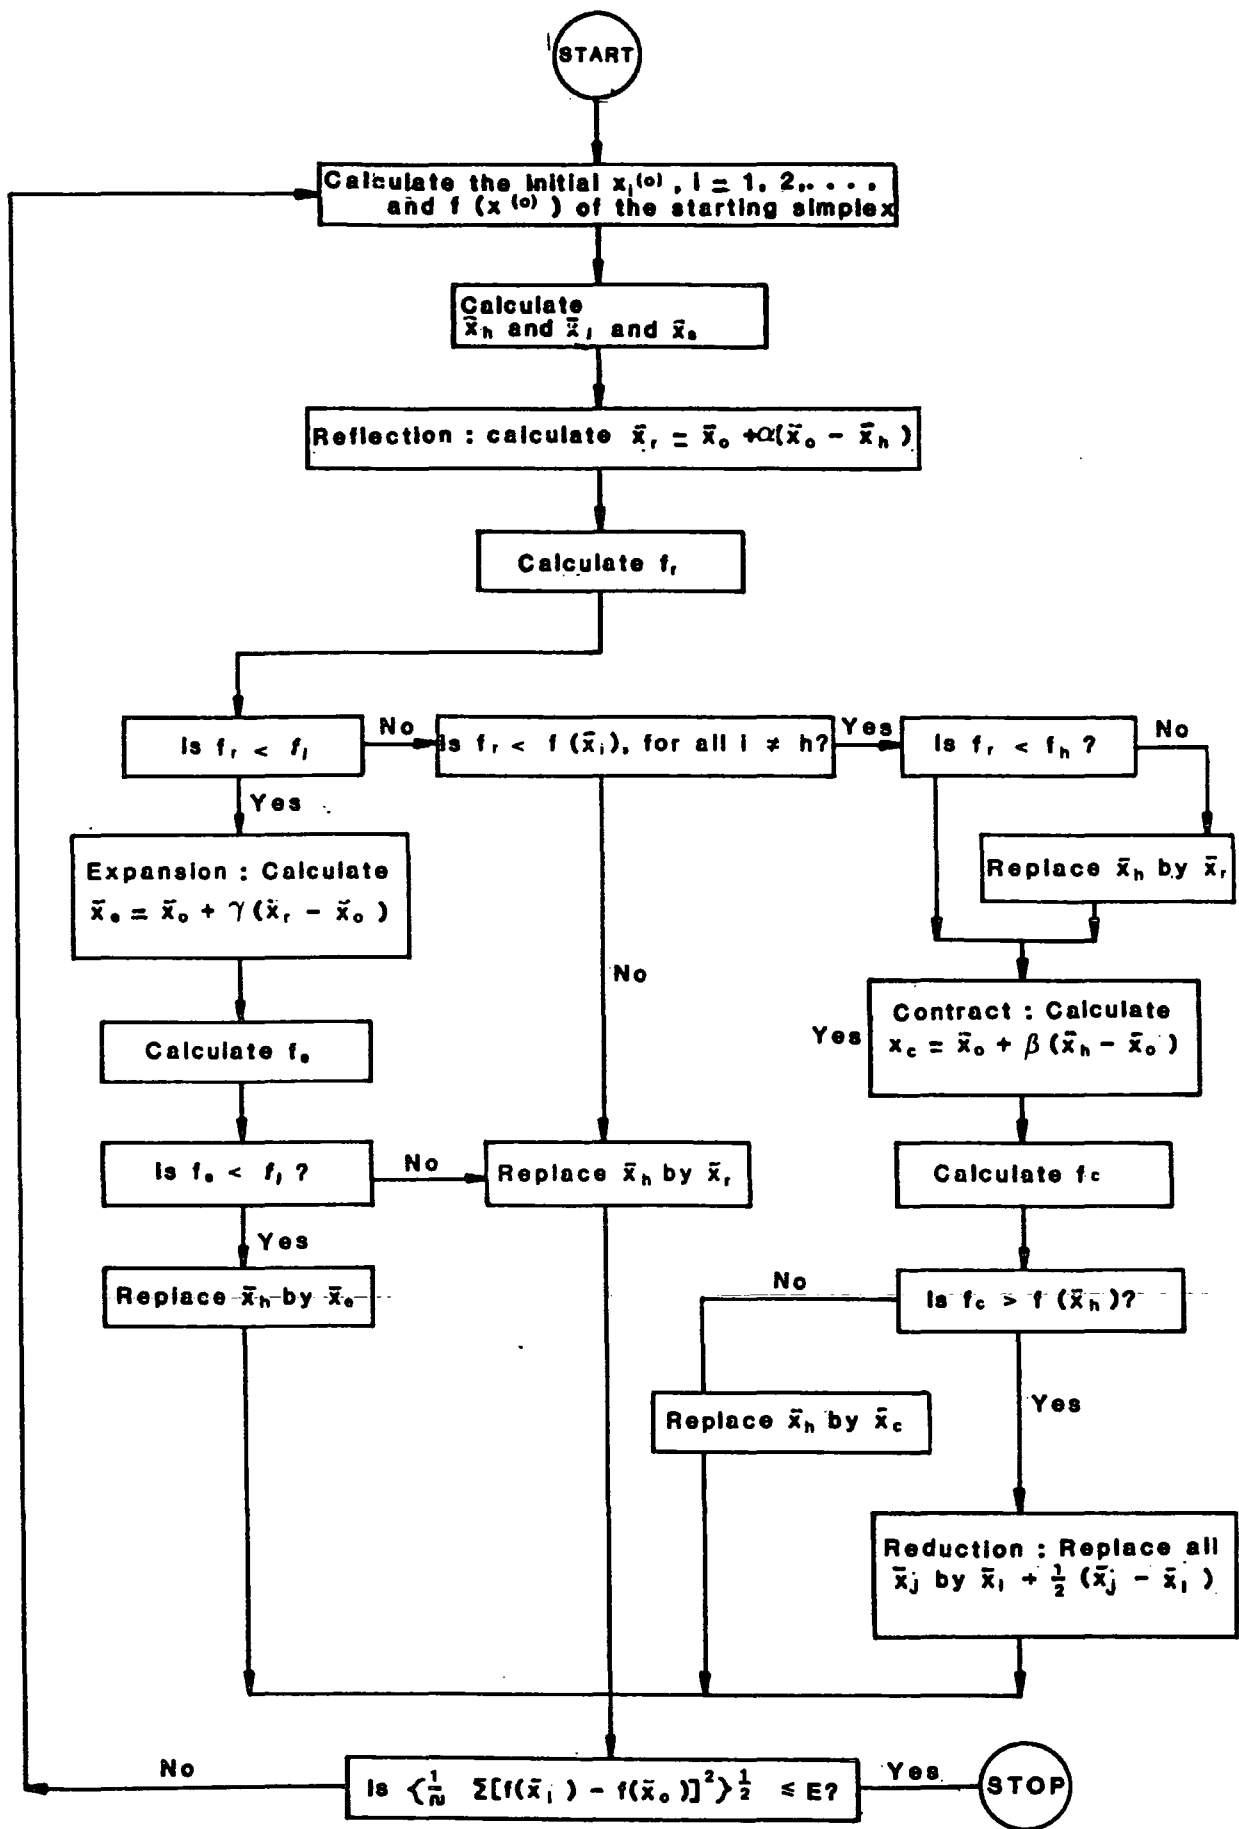 START
Calculate the initial x_i^(o), i = 1, 2, . . . .
and f (x^(o)) of the starting simplex
Calculate
x̄_h and x̄_l and x̄_s
Reflection : calculate x̄_r = x̄_o + α(x̄_o - x̄_h)
Calculate f_r
Is f_r < f_l
No
Is f_r < f (x̄_i), for all i ≠ h?
Yes
Is f_r < f_h ?
No
Yes
Replace x̄_h by x̄_r
Expansion : Calculate
x̄_e = x̄_o + γ (x̄_r - x̄_o)
No
Contract : Calculate
x_c = x̄_o + β (x̄_h - x̄_o)
Yes
Calculate f_e
Is f_e < f_l ?
No
Replace x̄_h by x̄_r
Calculate f_c
Yes
Replace x̄_h by x̄_e
No
Is f_c > f (x̄_h)?
Replace x̄_h by x̄_c
Yes
Reduction : Replace all
x̄_j by x̄_l + 1/2 (x̄_j - x̄_l)
No
Is {1/N Σ[f(x̄_i) - f(x̄_o)]^2}^1/2 ≤ E?
Yes
STOP